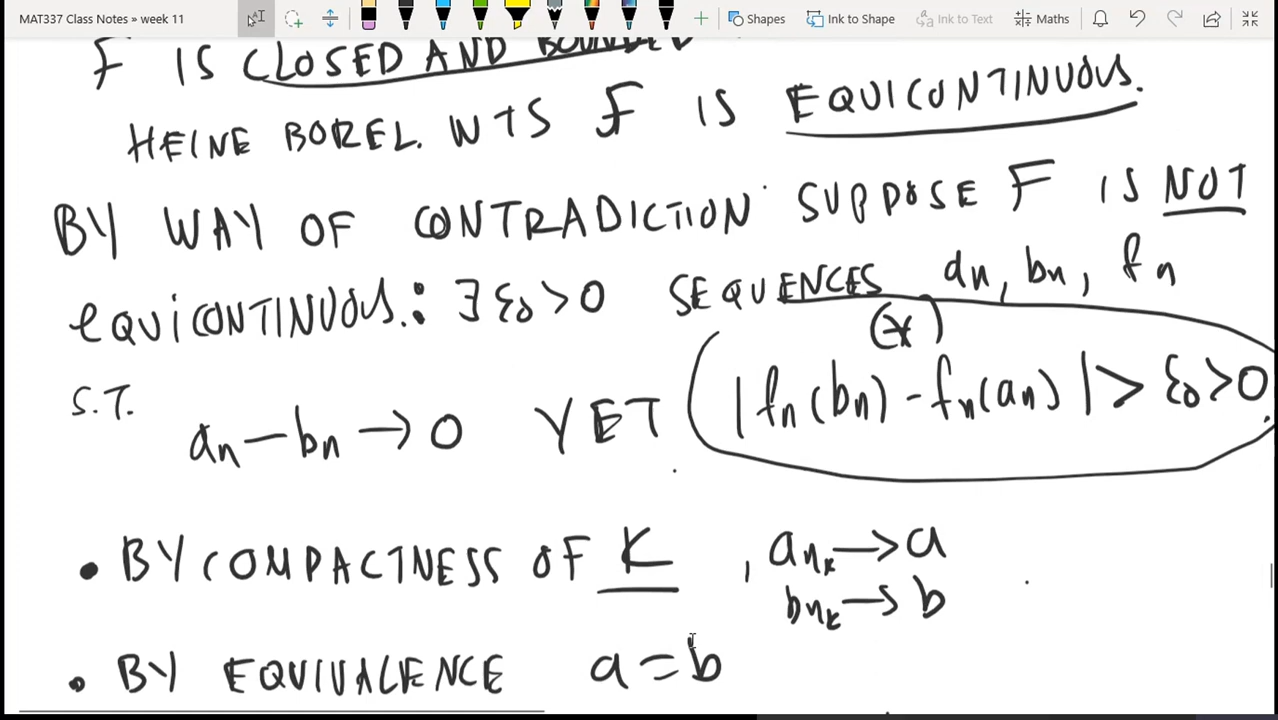 MAT337 Class Notes » week 11
Shapes Ink to Shape Ink to Text Maths
F IS CLOSED AND BOUNDED
HEINE BOREL. WTS F IS EQUICONTINUOUS.
BY WAY OF CONTRADICTION SUPPOSE F IS NOT
equiCONTINUOUS.: ∃ ε₀ > 0 SEQUENCES an, bn, fn
S.T. an − bn → 0 YET (*) | fn(bn) - fn(an) | > ε₀ > 0.
• BY COMPACTNESS OF K , ank → a
bnk → b
• BY EQUIVALENCE a = b